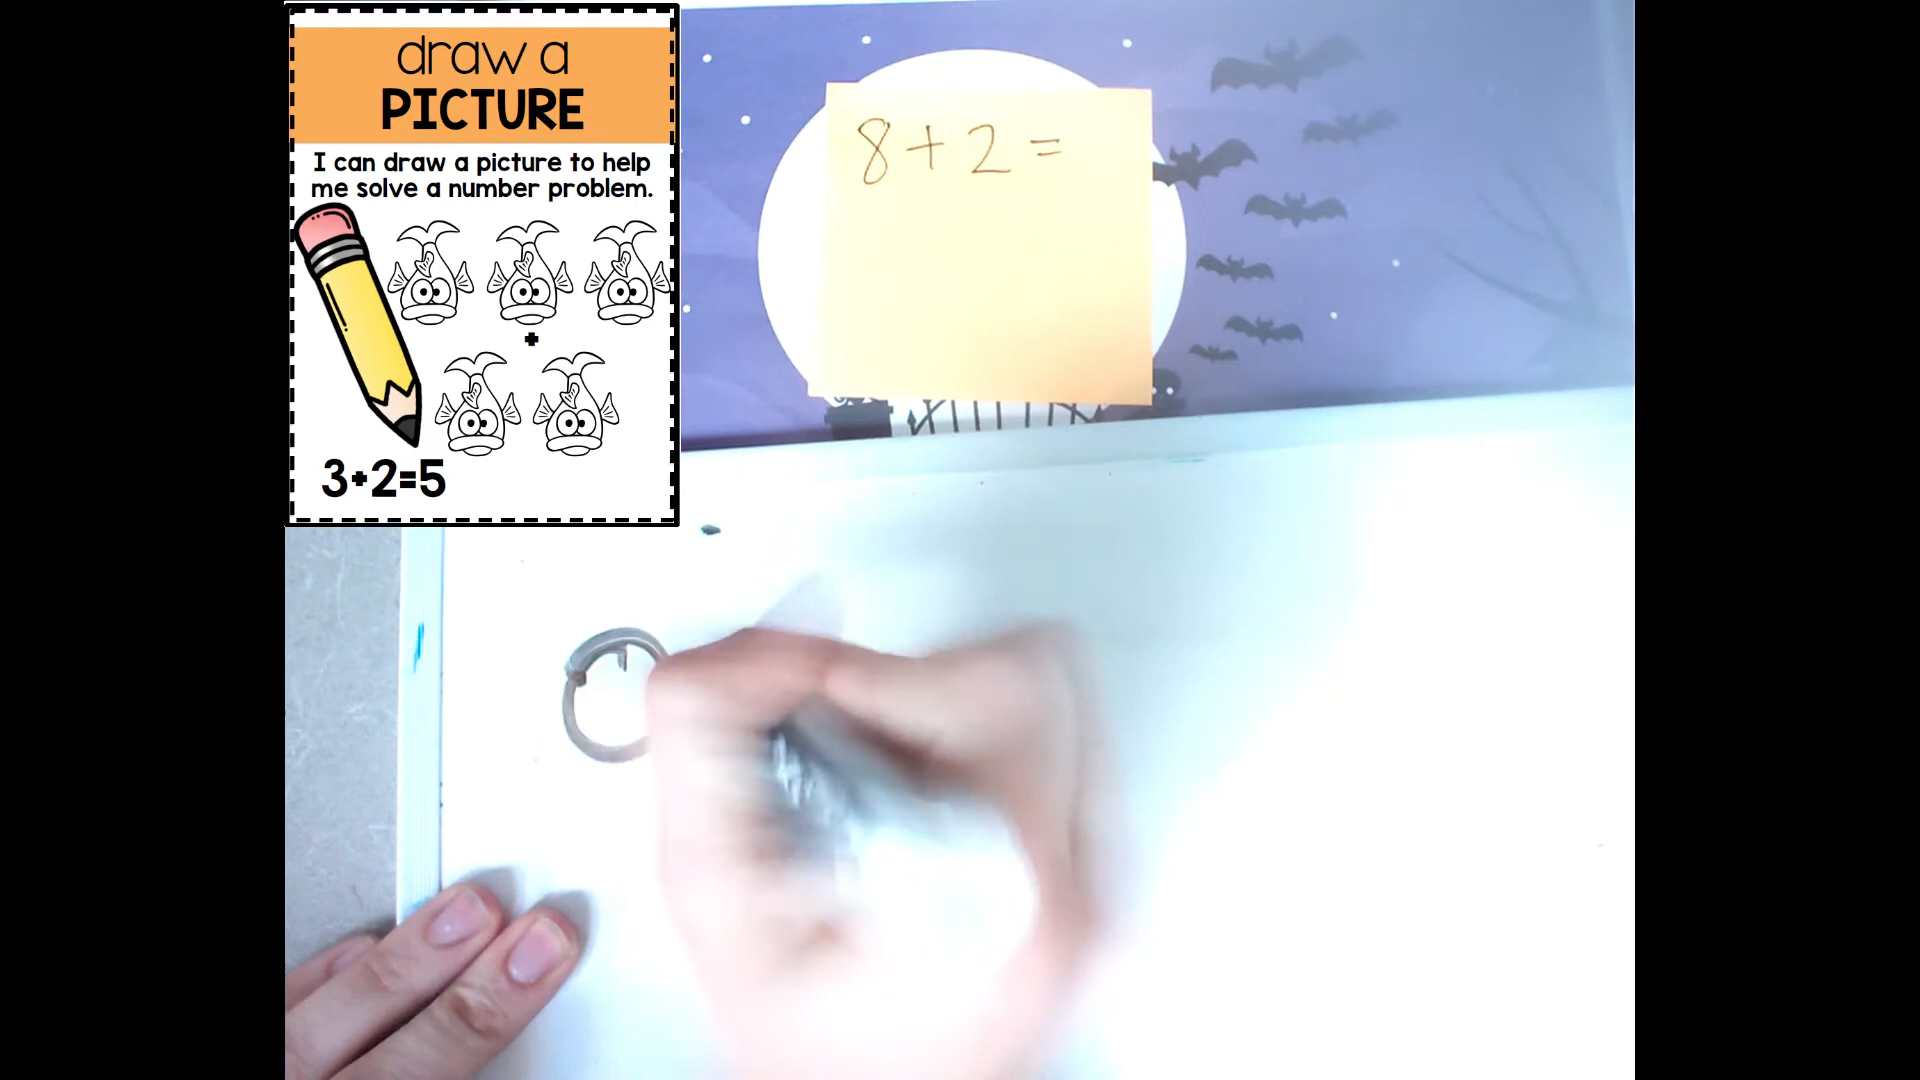 draw a
PICTURE
I can draw a picture to help
me solve a number problem.
+
3+2=5
8+2=